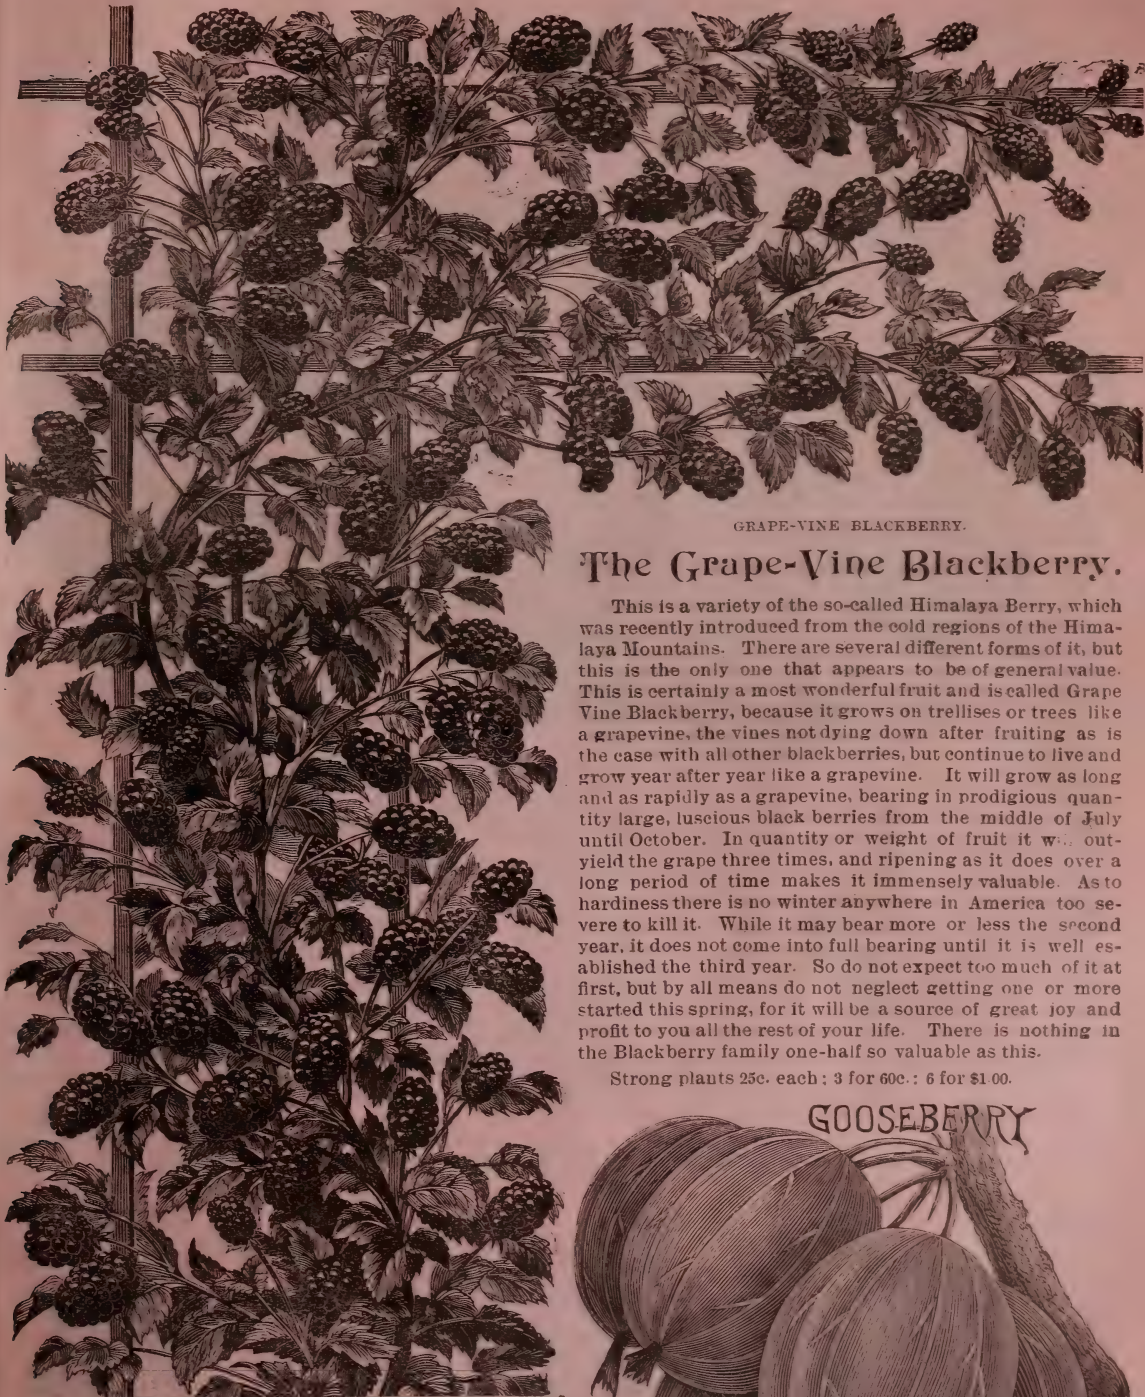 GRAPE-VINE BLACKBERRY.
The Grape-Vine Blackberry.
This is a variety of the so-called Himalaya Berry, which
was recently introduced from the cold regions of the Hima-
laya Mountains. There are several different forms of it, but
this is the only one that appears to be of general value.
This is certainly a most wonderful fruit and is called Grape
Vine Blackberry, because it grows on trellises or trees like
a grapevine, the vines not dying down after fruiting as is
the case with all other blackberries, but continue to live and
grow year after year like a grapevine. It will grow as long
and as rapidly as a grapevine, bearing in prodigious quan-
tity large, luscious black berries from the middle of July
until October. In quantity or weight of fruit it out-
yield the grape three times, and ripening as it does over a
long period of time makes it immensely valuable. As to
hardiness there is no winter anywhere in America too se-
vere to kill it. While it may bear more or less the second
year, it does not come into full bearing until it is well es-
ablished the third year. So do not expect too much of it at
first, but by all means do not neglect getting one or more
started this spring, for it will be a source of great joy and
profit to you all the rest of your life. There is nothing in
the Blackberry family one-half so valuable as this.
Strong plants 25c. each; 3 for 60c.; 6 for $1.00.
GOOSEBERRY